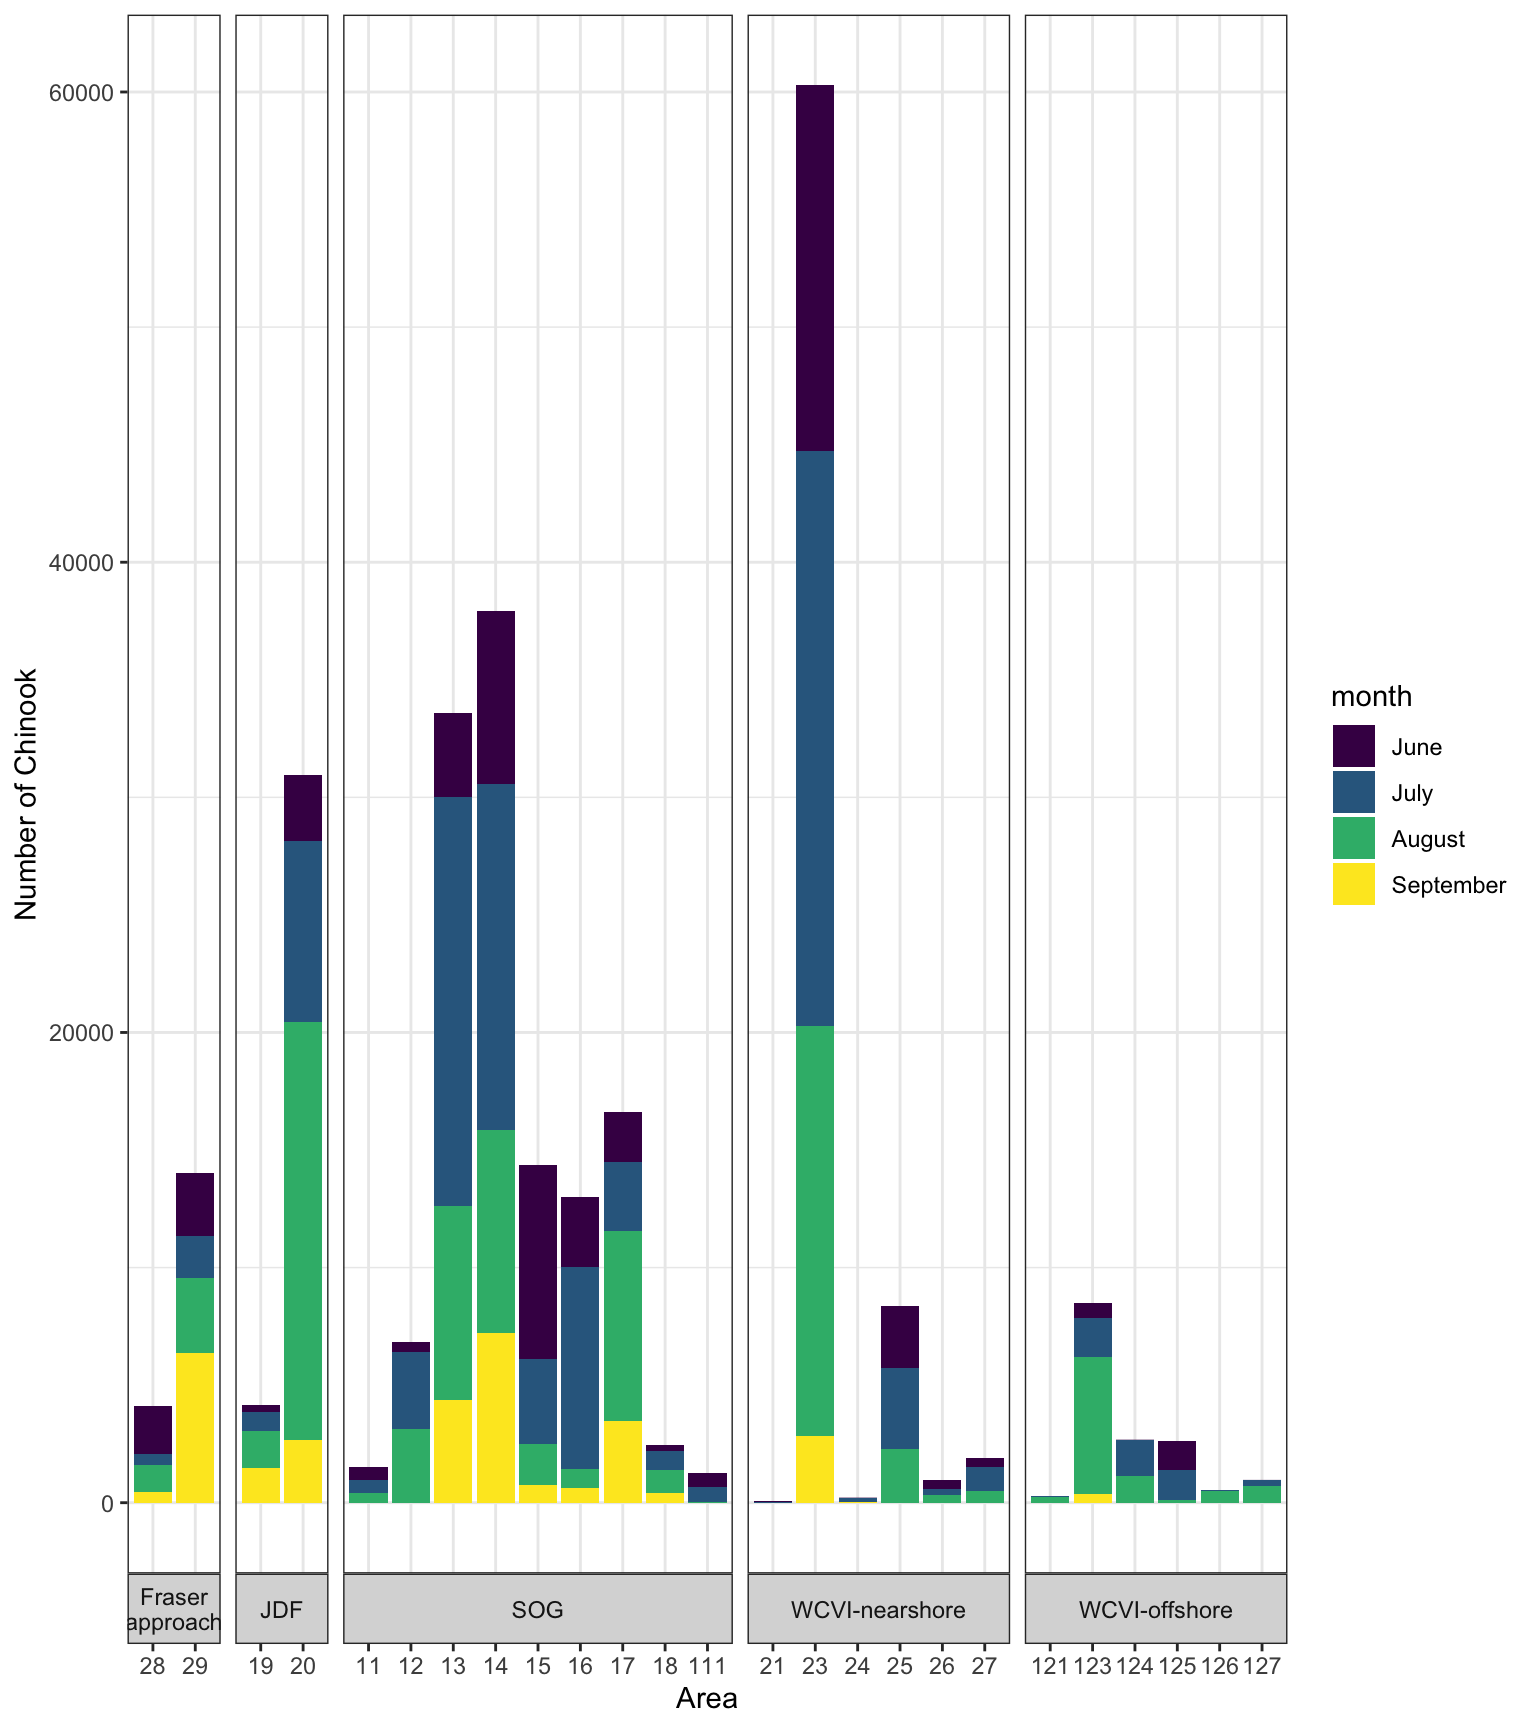 60000
40000
20000
0
Number of Chinook
Fraser
approach
JDF
SOG
WCVI-nearshore
WCVI-offshore
28 29 19 20 11 12 13 14 15 16 17 18 111 21 23 24 25 26 27 121 123 124 125 126 127
Area
month
June
July
August
September